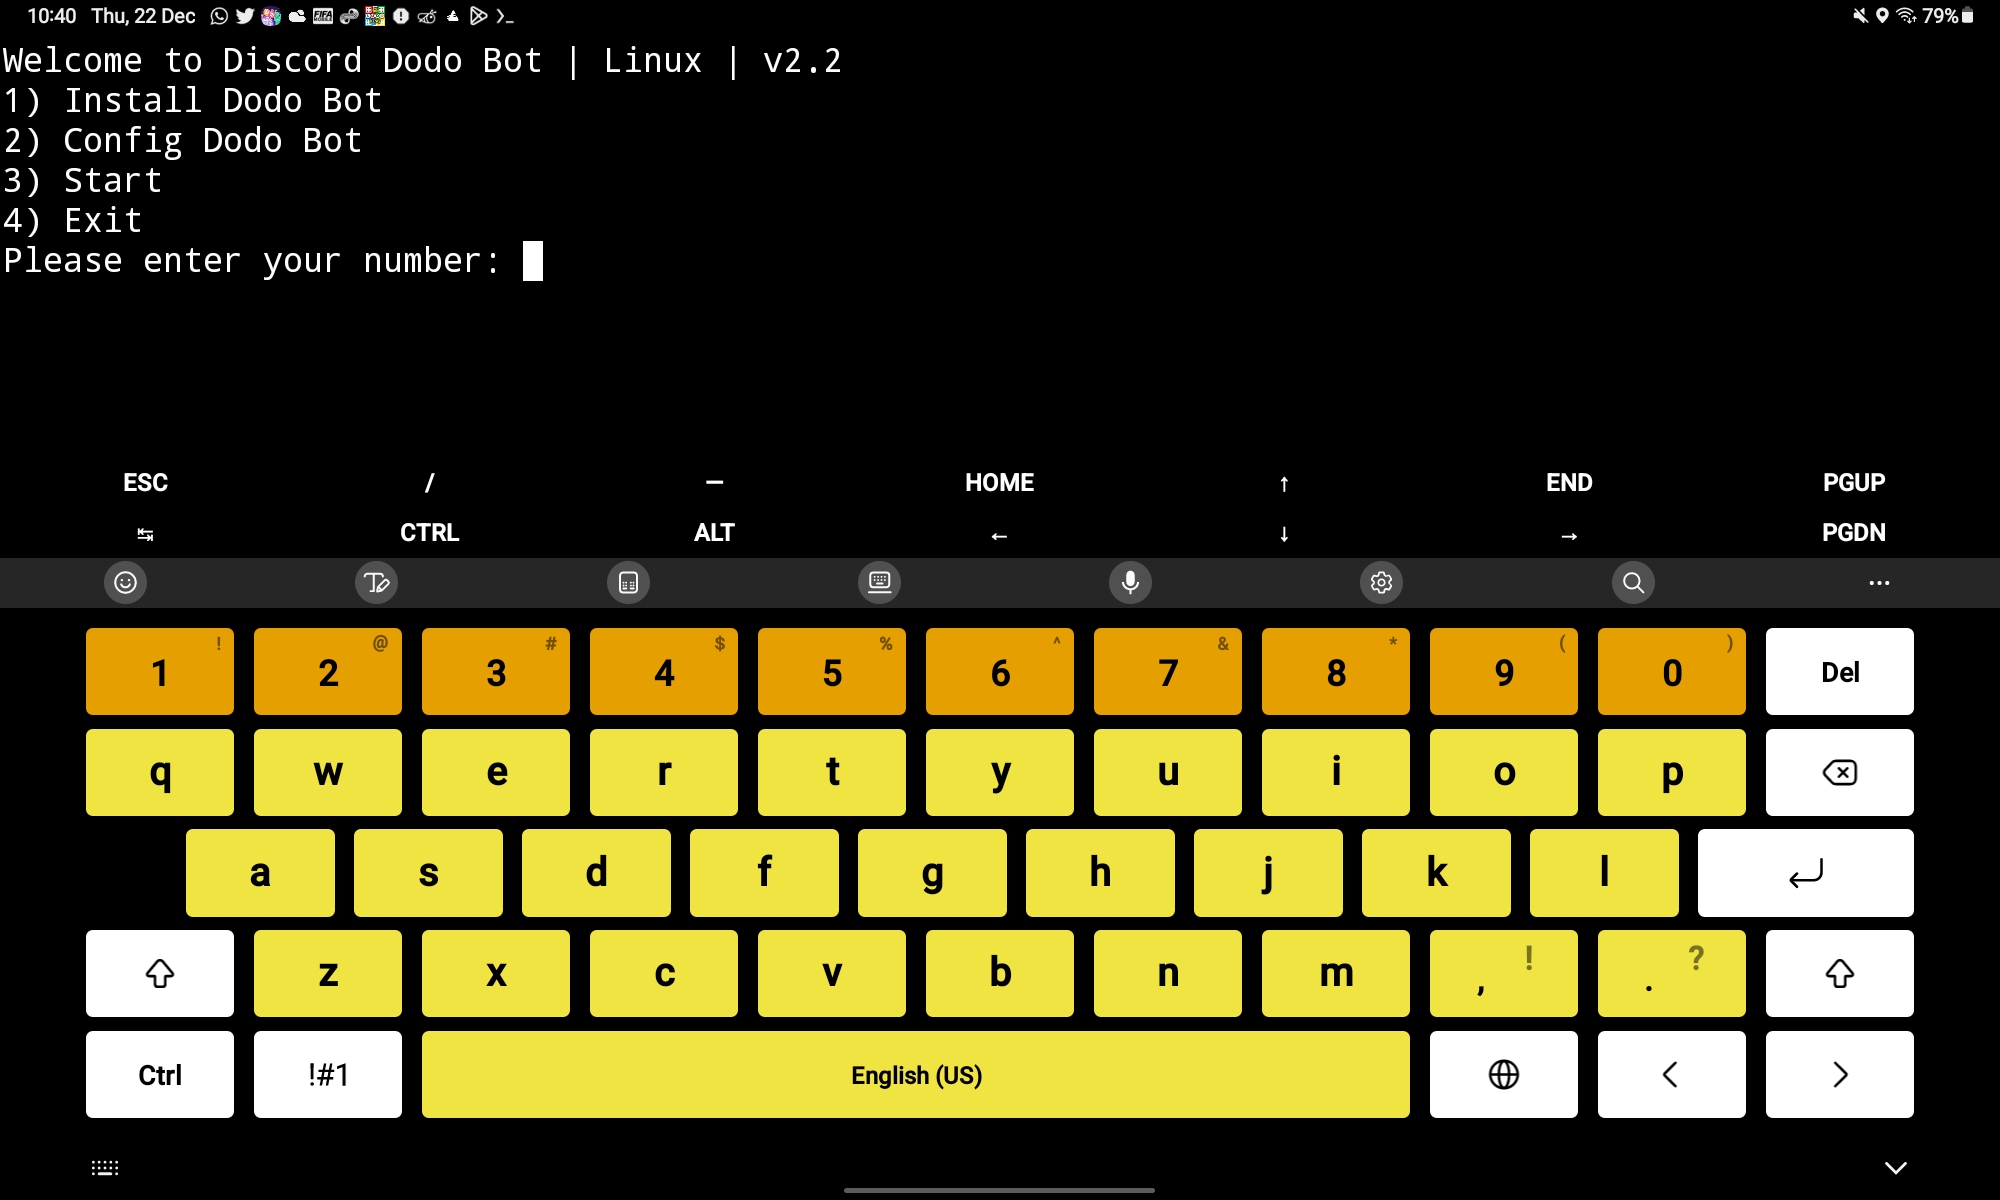 10:40 Thu, 22 Dec 79%
Welcome to Discord Dodo Bot | Linux | v2.2
1) Install Dodo Bot
2) Config Dodo Bot
3) Start
4) Exit
Please enter your number:
ESC / — HOME ↑ END PGUP
↹ CTRL ALT ← ↓ → PGDN
1 ! 2 @ 3 # 4 $ 5 % 6 ^ 7 & 8 * 9 ( 0 ) Del
q w e r t y u i o p
a s d f g h j k l
z x c v b n m , ! . ?
Ctrl !#1 English (US) < >